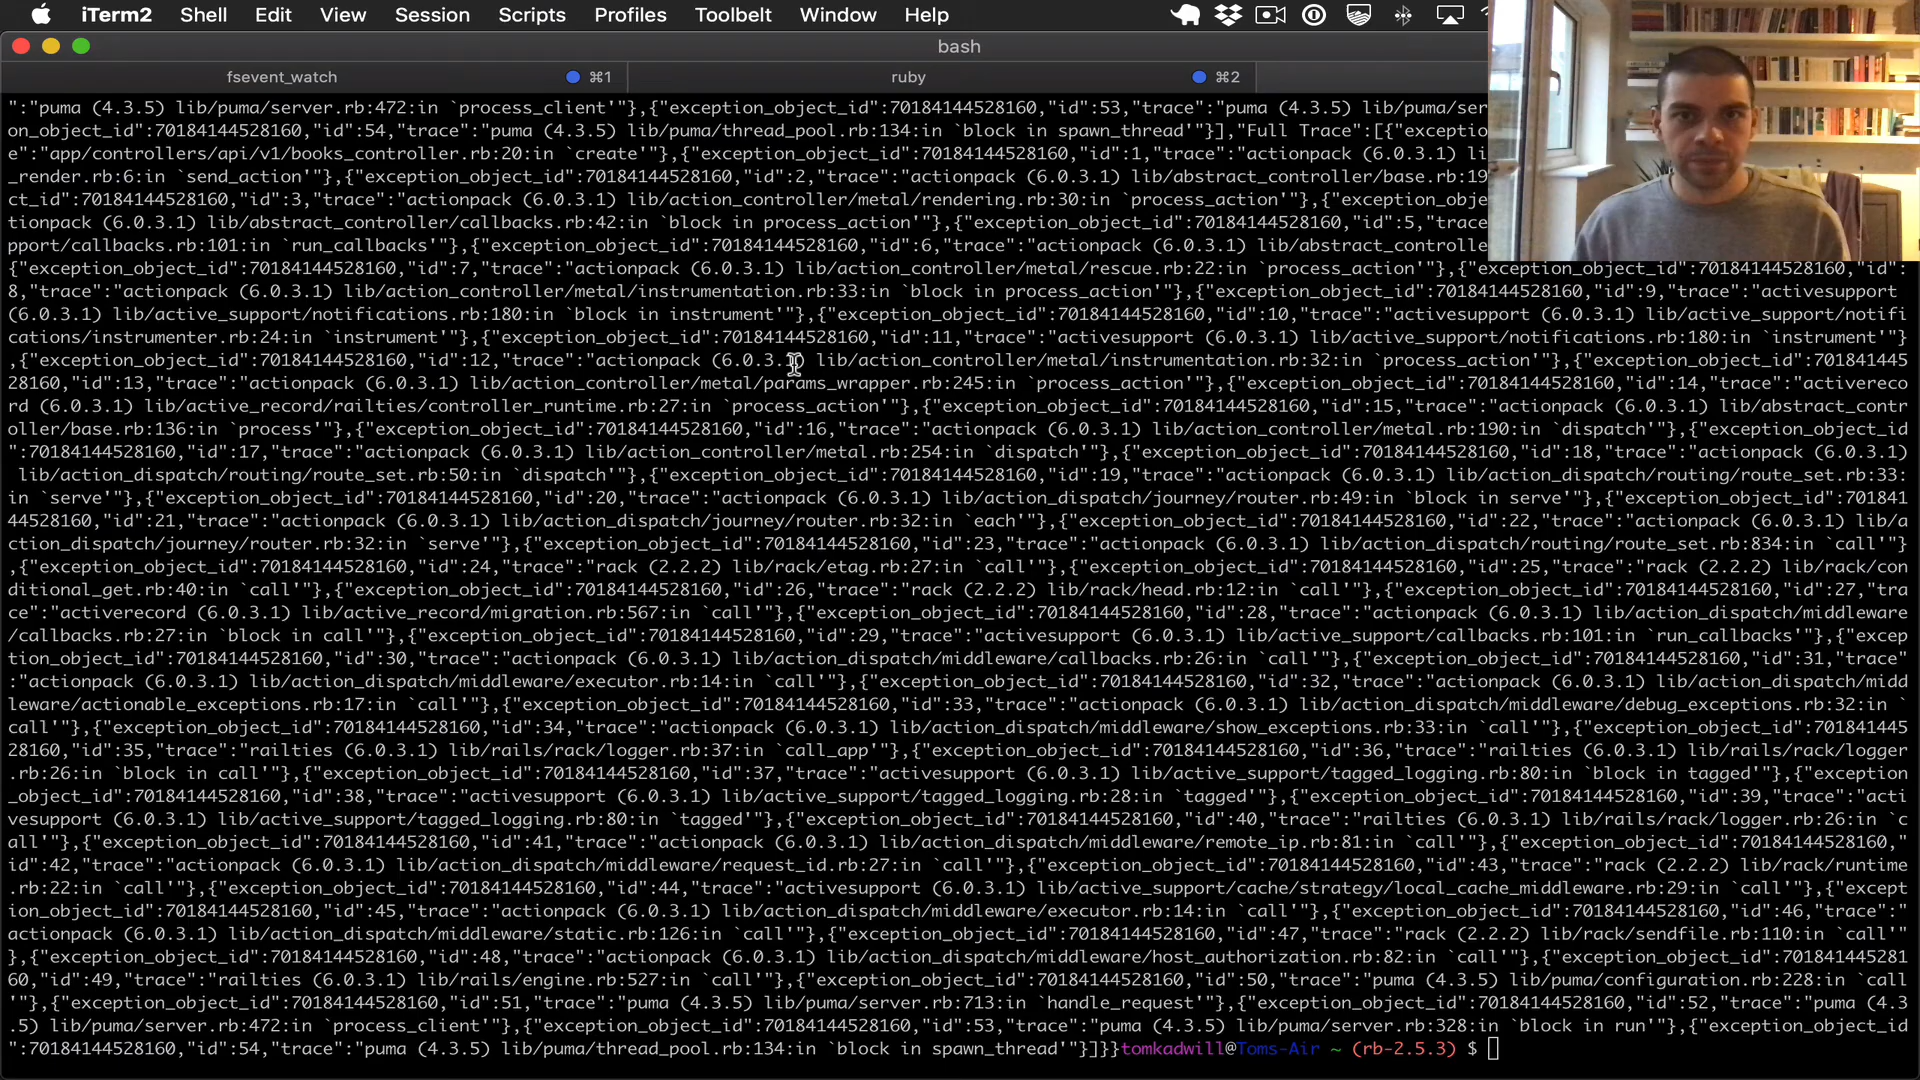 iTerm2 Shell Edit View Session Scripts Profiles Toolbelt Window Help
bash
fsevent_watch ⌘1 ruby ⌘2
":"puma (4.3.5) lib/puma/server.rb:472:in `process_client'"},{"exception_object_id":70184144528160,"id":53,"trace":"puma (4.3.5) lib/puma/ser
on_object_id":70184144528160,"id":54,"trace":"puma (4.3.5) lib/puma/thread_pool.rb:134:in `block in spawn_thread'"}],"Full Trace":[{"except
e":"app/controllers/api/v1/books_controller.rb:20:in `create'"},{"exception_object_id":70184144528160,"id":1,"trace":"actionpack (6.0.3.1) li
_render.rb:6:in `send_action'"},{"exception_object_id":70184144528160,"id":2,"trace":"actionpack (6.0.3.1) lib/abstract_controller/base.rb:19
ct_id":70184144528160,"id":3,"trace":"actionpack (6.0.3.1) lib/action_controller/metal/rendering.rb:30:in `process_action'"},{"exception_obje
tionpack (6.0.3.1) lib/abstract_controller/callbacks.rb:42:in `block in process_action'"},{"exception_object_id":70184144528160,"id":5,"trac
pport/callbacks.rb:101:in `run_callbacks'"},{"exception_object_id":70184144528160,"id":6,"trace":"actionpack (6.0.3.1) lib/abstract_controlle
{"exception_object_id":70184144528160,"id":7,"trace":"actionpack (6.0.3.1) lib/action_controller/metal/rescue.rb:22:in `process_action'"},{"exception_object_id":70184144528160,"id":
8,"trace":"actionpack (6.0.3.1) lib/action_controller/metal/instrumentation.rb:33:in `block in process_action'"},{"exception_object_id":70184144528160,"id":9,"trace":"activesupport
(6.0.3.1) lib/active_support/notifications.rb:180:in `block in instrument'"},{"exception_object_id":70184144528160,"id":10,"trace":"activesupport (6.0.3.1) lib/active_support/notifi
cations/instrumenter.rb:24:in `instrument'"},{"exception_object_id":70184144528160,"id":11,"trace":"activesupport (6.0.3.1) lib/active_support/notifications.rb:180:in `instrument'"}
,{"exception_object_id":70184144528160,"id":12,"trace":"actionpack (6.0.3.1) lib/action_controller/metal/instrumentation.rb:32:in `process_action'"},{"exception_object_id":701841445
28160,"id":13,"trace":"actionpack (6.0.3.1) lib/action_controller/metal/params_wrapper.rb:245:in `process_action'"},{"exception_object_id":70184144528160,"id":14,"trace":"activereco
rd (6.0.3.1) lib/active_record/railties/controller_runtime.rb:27:in `process_action'"},{"exception_object_id":70184144528160,"id":15,"trace":"actionpack (6.0.3.1) lib/abstract_contr
oller/base.rb:136:in `process'"},{"exception_object_id":70184144528160,"id":16,"trace":"actionpack (6.0.3.1) lib/action_controller/metal.rb:190:in `dispatch'"},{"exception_object_id
":70184144528160,"id":17,"trace":"actionpack (6.0.3.1) lib/action_controller/metal.rb:254:in `dispatch'"},{"exception_object_id":70184144528160,"id":18,"trace":"actionpack (6.0.3.1)
lib/action_dispatch/routing/route_set.rb:50:in `dispatch'"},{"exception_object_id":70184144528160,"id":19,"trace":"actionpack (6.0.3.1) lib/action_dispatch/routing/route_set.rb:33:
in `serve'"},{"exception_object_id":70184144528160,"id":20,"trace":"actionpack (6.0.3.1) lib/action_dispatch/journey/router.rb:49:in `block in serve'"},{"exception_object_id":701841
44528160,"id":21,"trace":"actionpack (6.0.3.1) lib/action_dispatch/journey/router.rb:32:in `each'"},{"exception_object_id":70184144528160,"id":22,"trace":"actionpack (6.0.3.1) lib/a
ction_dispatch/journey/router.rb:32:in `serve'"},{"exception_object_id":70184144528160,"id":23,"trace":"actionpack (6.0.3.1) lib/action_dispatch/routing/route_set.rb:834:in `call'"}
,{"exception_object_id":70184144528160,"id":24,"trace":"rack (2.2.2) lib/rack/etag.rb:27:in `call'"},{"exception_object_id":70184144528160,"id":25,"trace":"rack (2.2.2) lib/rack/con
ditional_get.rb:40:in `call'"},{"exception_object_id":70184144528160,"id":26,"trace":"rack (2.2.2) lib/rack/head.rb:12:in `call'"},{"exception_object_id":70184144528160,"id":27,"tra
ce":"activerecord (6.0.3.1) lib/active_record/migration.rb:567:in `call'"},{"exception_object_id":70184144528160,"id":28,"trace":"actionpack (6.0.3.1) lib/action_dispatch/middleware
/callbacks.rb:27:in `block in call'"},{"exception_object_id":70184144528160,"id":29,"trace":"activesupport (6.0.3.1) lib/active_support/callbacks.rb:101:in `run_callbacks'"},{"excep
tion_object_id":70184144528160,"id":30,"trace":"actionpack (6.0.3.1) lib/action_dispatch/middleware/callbacks.rb:26:in `call'"},{"exception_object_id":70184144528160,"id":31,"trace"
:"actionpack (6.0.3.1) lib/action_dispatch/middleware/executor.rb:14:in `call'"},{"exception_object_id":70184144528160,"id":32,"trace":"actionpack (6.0.3.1) lib/action_dispatch/midd
leware/actionable_exceptions.rb:17:in `call'"},{"exception_object_id":70184144528160,"id":33,"trace":"actionpack (6.0.3.1) lib/action_dispatch/middleware/debug_exceptions.rb:32:in `
call'"},{"exception_object_id":70184144528160,"id":34,"trace":"actionpack (6.0.3.1) lib/action_dispatch/middleware/show_exceptions.rb:33:in `call'"},{"exception_object_id":701841445
28160,"id":35,"trace":"railties (6.0.3.1) lib/rails/rack/logger.rb:37:in `call_app'"},{"exception_object_id":70184144528160,"id":36,"trace":"railties (6.0.3.1) lib/rails/rack/logger
.rb:26:in `block in call'"},{"exception_object_id":70184144528160,"id":37,"trace":"activesupport (6.0.3.1) lib/active_support/tagged_logging.rb:80:in `block in tagged'"},{"exception
_object_id":70184144528160,"id":38,"trace":"activesupport (6.0.3.1) lib/active_support/tagged_logging.rb:28:in `tagged'"},{"exception_object_id":70184144528160,"id":39,"trace":"acti
vesupport (6.0.3.1) lib/active_support/tagged_logging.rb:80:in `tagged'"},{"exception_object_id":70184144528160,"id":40,"trace":"railties (6.0.3.1) lib/rails/rack/logger.rb:26:in `c
all'"},{"exception_object_id":70184144528160,"id":41,"trace":"actionpack (6.0.3.1) lib/action_dispatch/middleware/remote_ip.rb:81:in `call'"},{"exception_object_id":70184144528160,"
id":42,"trace":"actionpack (6.0.3.1) lib/action_dispatch/middleware/request_id.rb:27:in `call'"},{"exception_object_id":70184144528160,"id":43,"trace":"rack (2.2.2) lib/rack/runtime
.rb:22:in `call'"},{"exception_object_id":70184144528160,"id":44,"trace":"activesupport (6.0.3.1) lib/active_support/cache/strategy/local_cache_middleware.rb:29:in `call'"},{"except
ion_object_id":70184144528160,"id":45,"trace":"actionpack (6.0.3.1) lib/action_dispatch/middleware/executor.rb:14:in `call'"},{"exception_object_id":70184144528160,"id":46,"trace":"
actionpack (6.0.3.1) lib/action_dispatch/middleware/static.rb:126:in `call'"},{"exception_object_id":70184144528160,"id":47,"trace":"rack (2.2.2) lib/rack/sendfile.rb:110:in `call'"
},{"exception_object_id":70184144528160,"id":48,"trace":"actionpack (6.0.3.1) lib/action_dispatch/middleware/host_authorization.rb:82:in `call'"},{"exception_object_id":701841445281
60,"id":49,"trace":"railties (6.0.3.1) lib/rails/engine.rb:527:in `call'"},{"exception_object_id":70184144528160,"id":50,"trace":"puma (4.3.5) lib/puma/configuration.rb:228:in `call
'"},{"exception_object_id":70184144528160,"id":51,"trace":"puma (4.3.5) lib/puma/server.rb:713:in `handle_request'"},{"exception_object_id":70184144528160,"id":52,"trace":"puma (4.3
.5) lib/puma/server.rb:472:in `process_client'"},{"exception_object_id":70184144528160,"id":53,"trace":"puma (4.3.5) lib/puma/server.rb:328:in `block in run'"},{"exception_object_id
":70184144528160,"id":54,"trace":"puma (4.3.5) lib/puma/thread_pool.rb:134:in `block in spawn_thread'"}]}}tomkadwill@Toms-Air ~ (rb-2.5.3) $